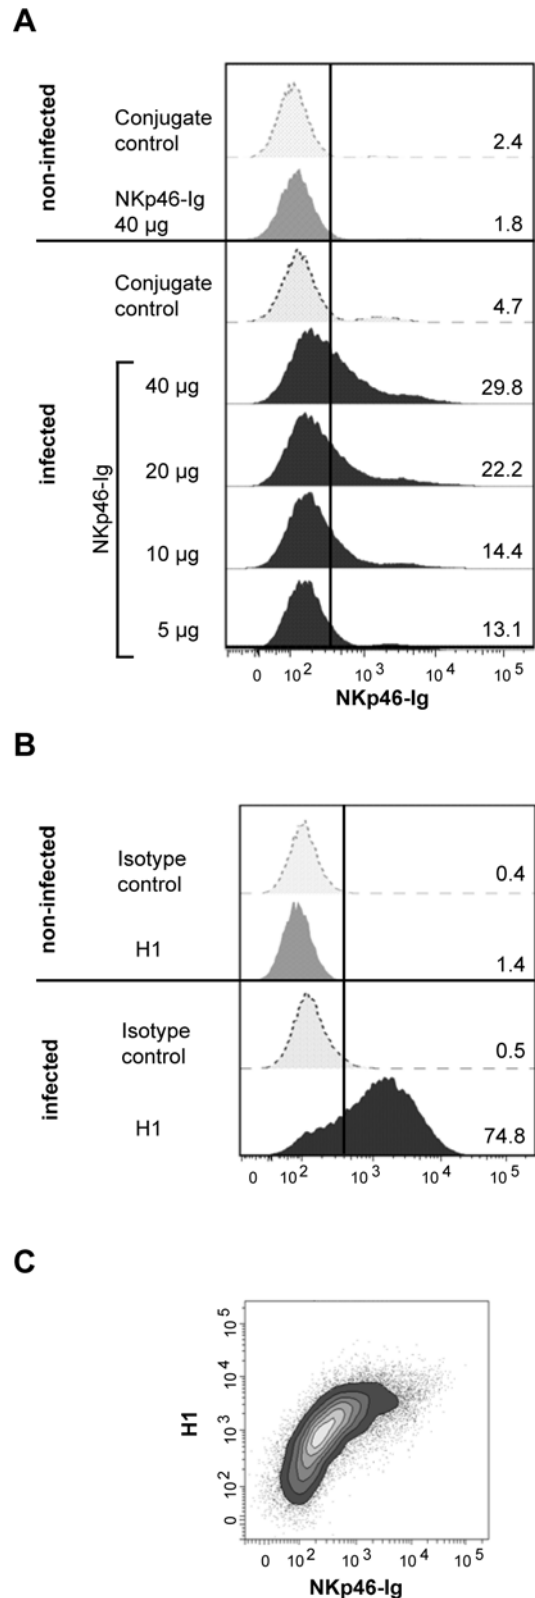 A
non-infected
Conjugate
control
2.4
NKp46-Ig
40 µg
1.8
infected
Conjugate
control
4.7
NKp46-Ig
40 µg
29.8
20 µg
22.2
10 µg
14.4
5 µg
13.1
0 10² 10³ 10⁴ 10⁵
NKp46-Ig
B
non-infected
Isotype
control
0.4
H1
1.4
infected
Isotype
control
0.5
H1
74.8
0 10² 10³ 10⁴ 10⁵
C
H1
10⁵
10⁴
10³
10²
0
0 10² 10³ 10⁴ 10⁵
NKp46-Ig